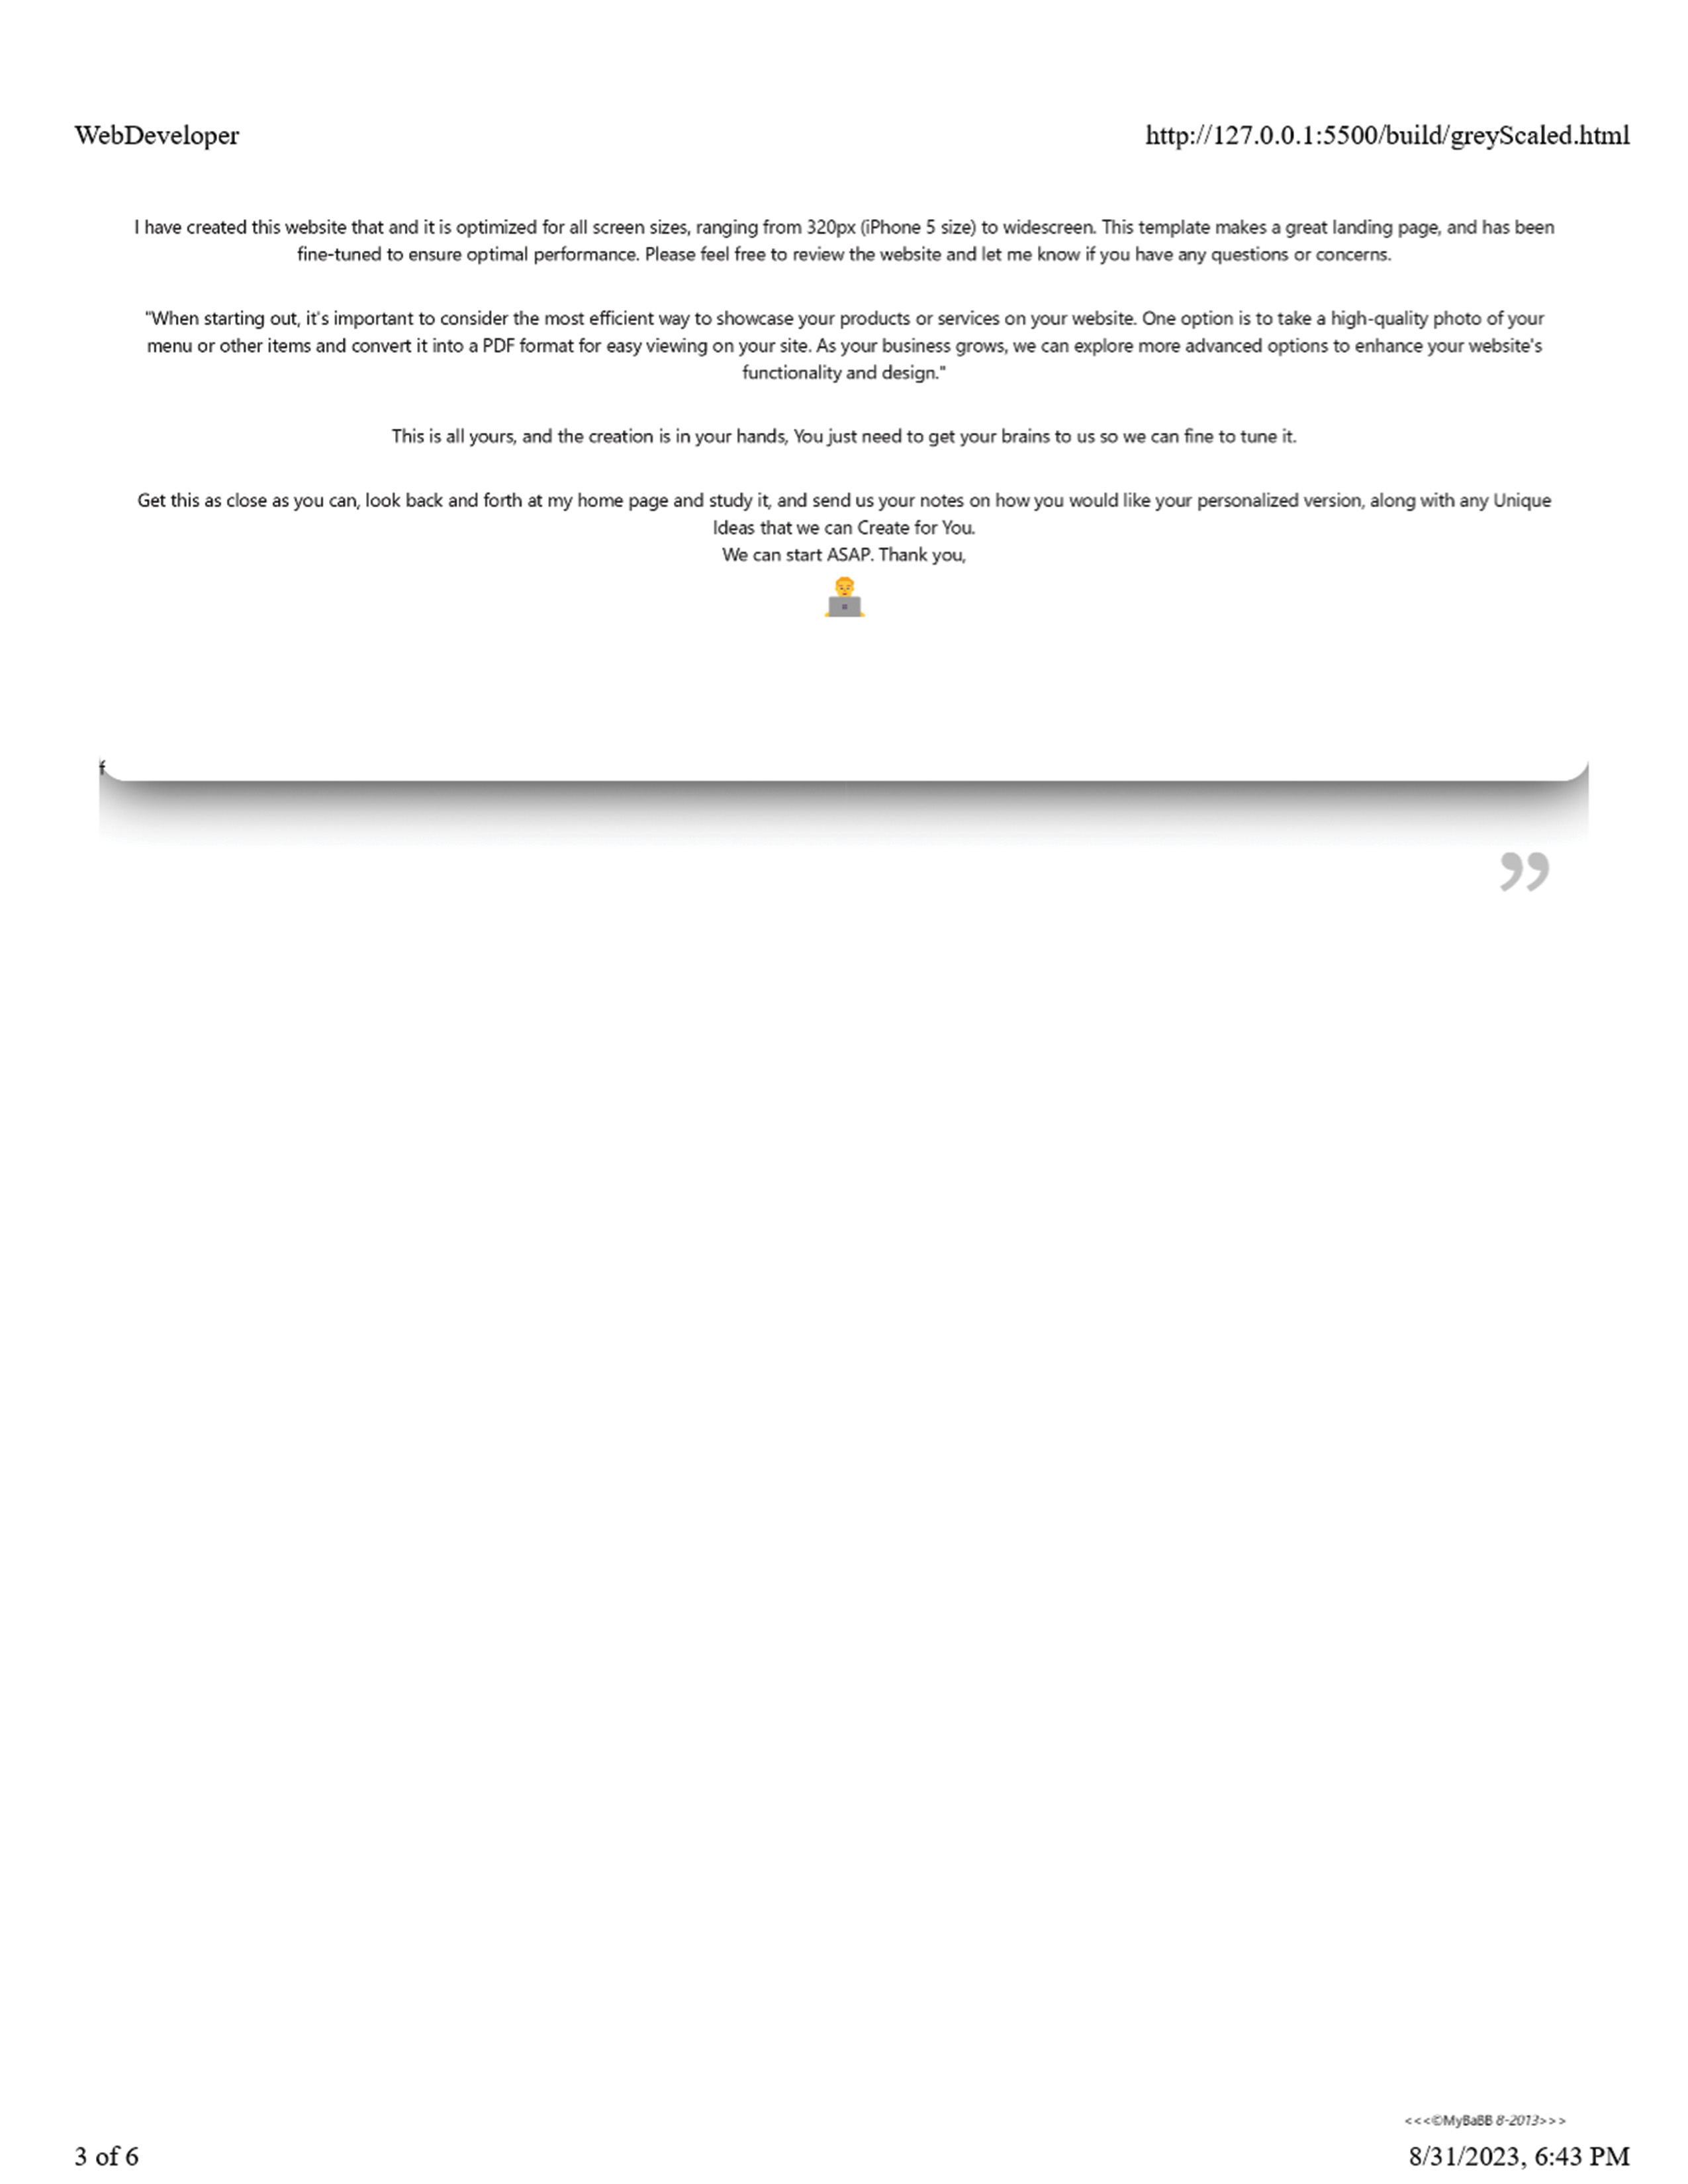 WebDeveloper
http://127.0.0.1:5500/build/greyScaled.html
I have created this website that and it is optimized for all screen sizes, ranging from 320px (iPhone 5 size) to widescreen. This template makes a great landing page, and has been
fine-tuned to ensure optimal performance. Please feel free to review the website and let me know if you have any questions or concerns.
"When starting out, it's important to consider the most efficient way to showcase your products or services on your website. One option is to take a high-quality photo of your
menu or other items and convert it into a PDF format for easy viewing on your site. As your business grows, we can explore more advanced options to enhance your website's
functionality and design."
This is all yours, and the creation is in your hands, You just need to get your brains to us so we can fine to tune it.
Get this as close as you can, look back and forth at my home page and study it, and send us your notes on how you would like your personalized version, along with any Unique
Ideas that we can Create for You.
We can start ASAP. Thank you,
f
”
<<<©MyBaBB 8-2013>>>
3 of 6
8/31/2023, 6:43 PM